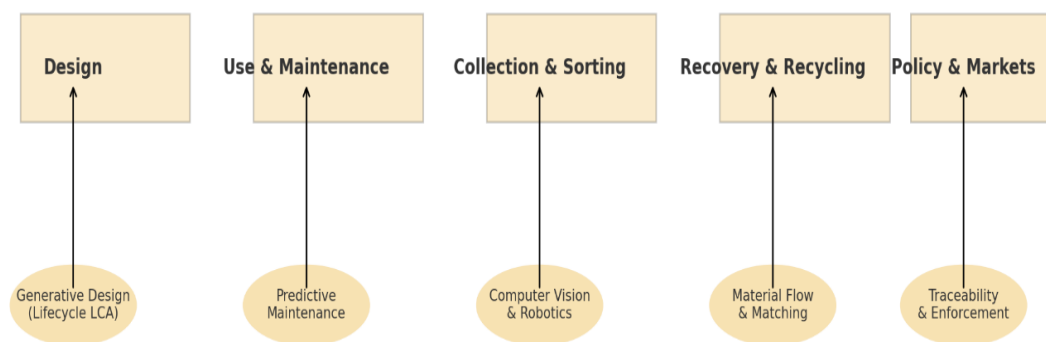 Design
Use & Maintenance
Collection & Sorting
Recovery & Recycling
Policy & Markets
Generative Design
(Lifecycle LCA)
Predictive
Maintenance
Computer Vision
& Robotics
Material Flow
& Matching
Traceability
& Enforcement